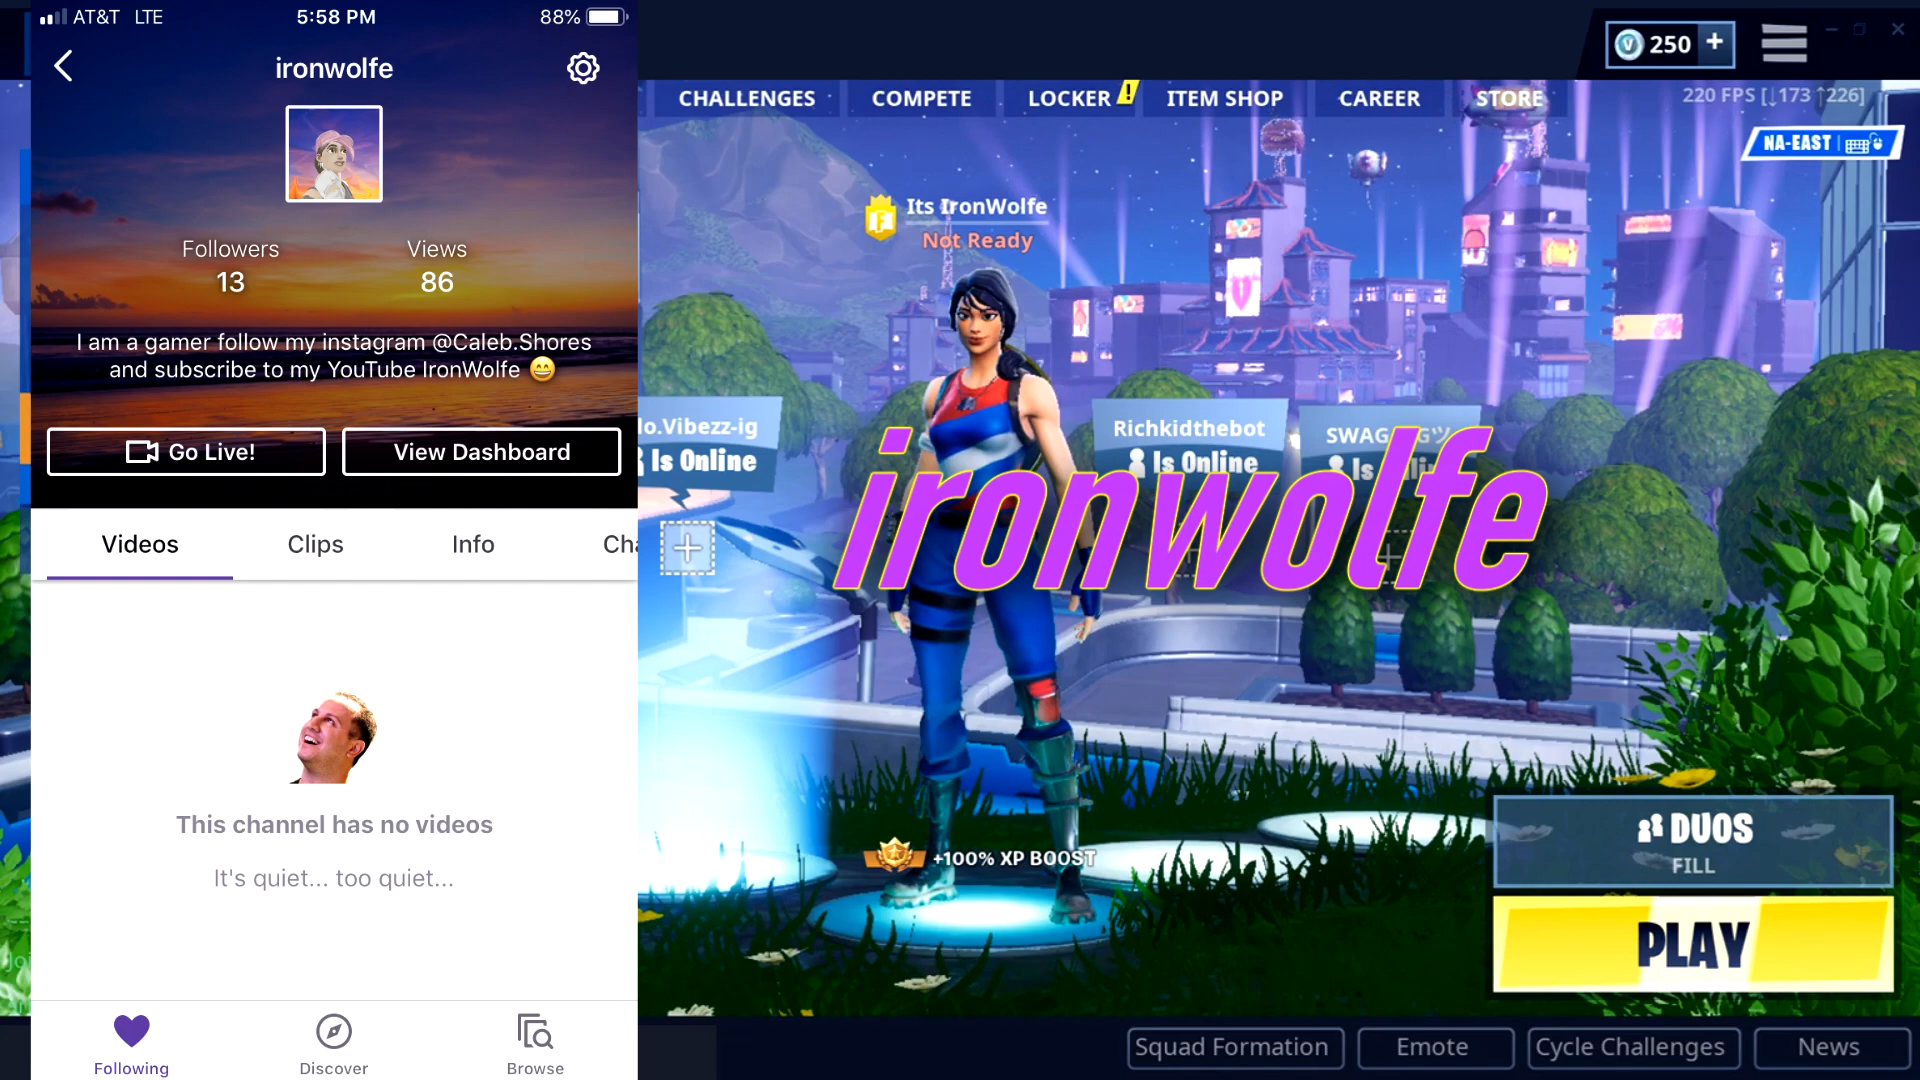 AT&T LTE
5:58 PM
88%
ironwolfe
Followers
13
Views
86
I am a gamer follow my instagram @Caleb.Shores
and subscribe to my YouTube IronWolfe 😄
Go Live!
View Dashboard
Videos
Clips
Info
Cha
This channel has no videos
It's quiet... too quiet...
Following
Discover
Browse
250
CHALLENGES
COMPETE
LOCKER
!
ITEM SHOP
CAREER
STORE
220 FPS [↓173 ↑226]
NA-EAST
Its IronWolfe
Not Ready
lo.Vibezz-ig
Is Online
Richkidthebot
Is Online
ironwolfe
+100% XP BOOST
DUOS
FILL
PLAY
Squad Formation
Emote
Cycle Challenges
News